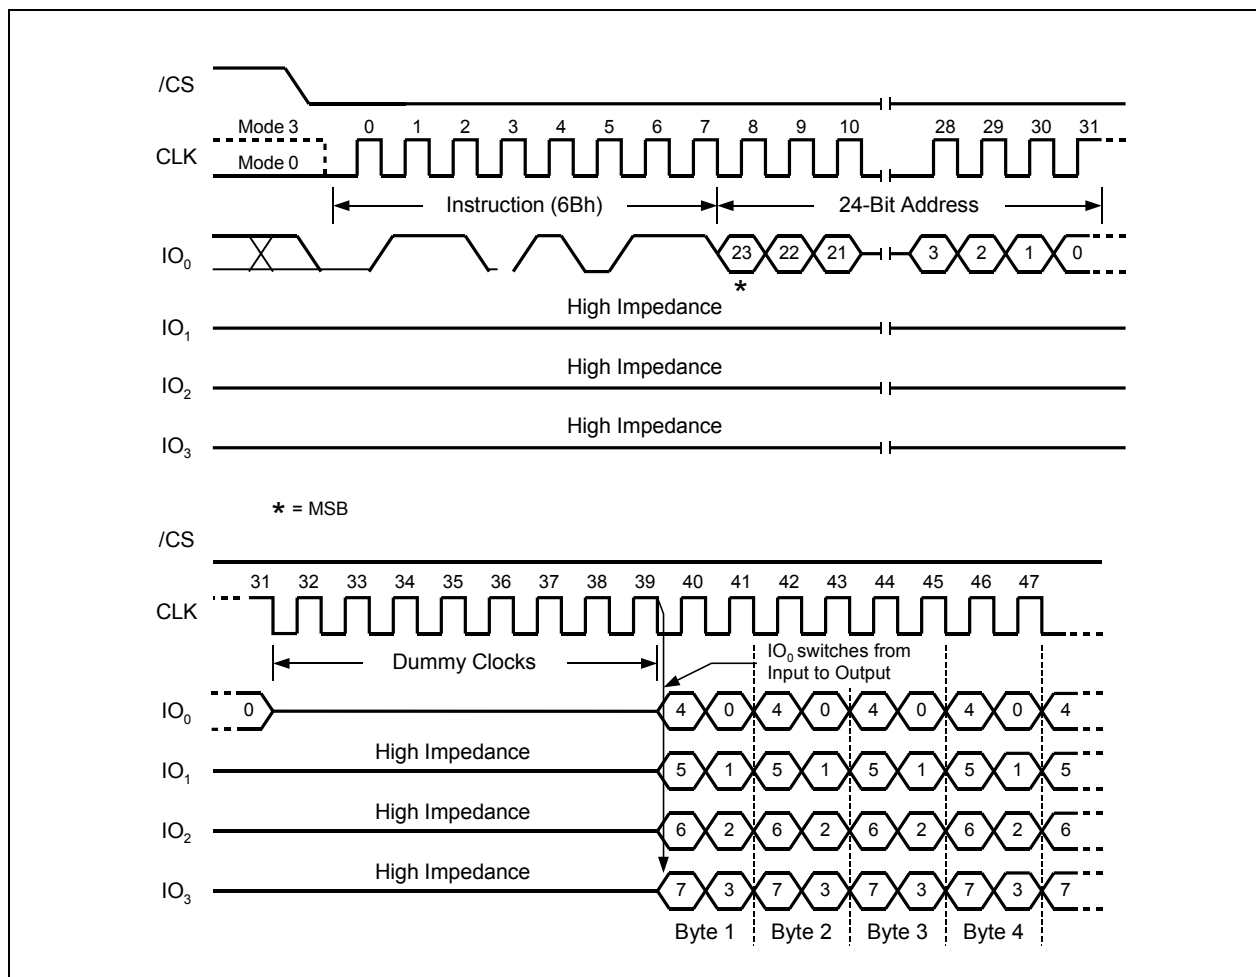 /CS
Mode 3 0 1 2 3 4 5 6 7 8 9 10 28 29 30 31
CLK
Mode 0
Instruction (6Bh) 24-Bit Address
IO0 23 22 21 3 2 1 0
*
High Impedance
IO1
High Impedance
IO2
High Impedance
IO3
* = MSB
/CS
31 32 33 34 35 36 37 38 39 40 41 42 43 44 45 46 47
CLK
Dummy Clocks
IO0 switches from
Input to Output
IO0 0 4 0 4 0 4 0 4 0 4
High Impedance
IO1 5 1 5 1 5 1 5 1 5
High Impedance
IO2 6 2 6 2 6 2 6 2 6
High Impedance
IO3 7 3 7 3 7 3 7 3 7
Byte 1 Byte 2 Byte 3 Byte 4